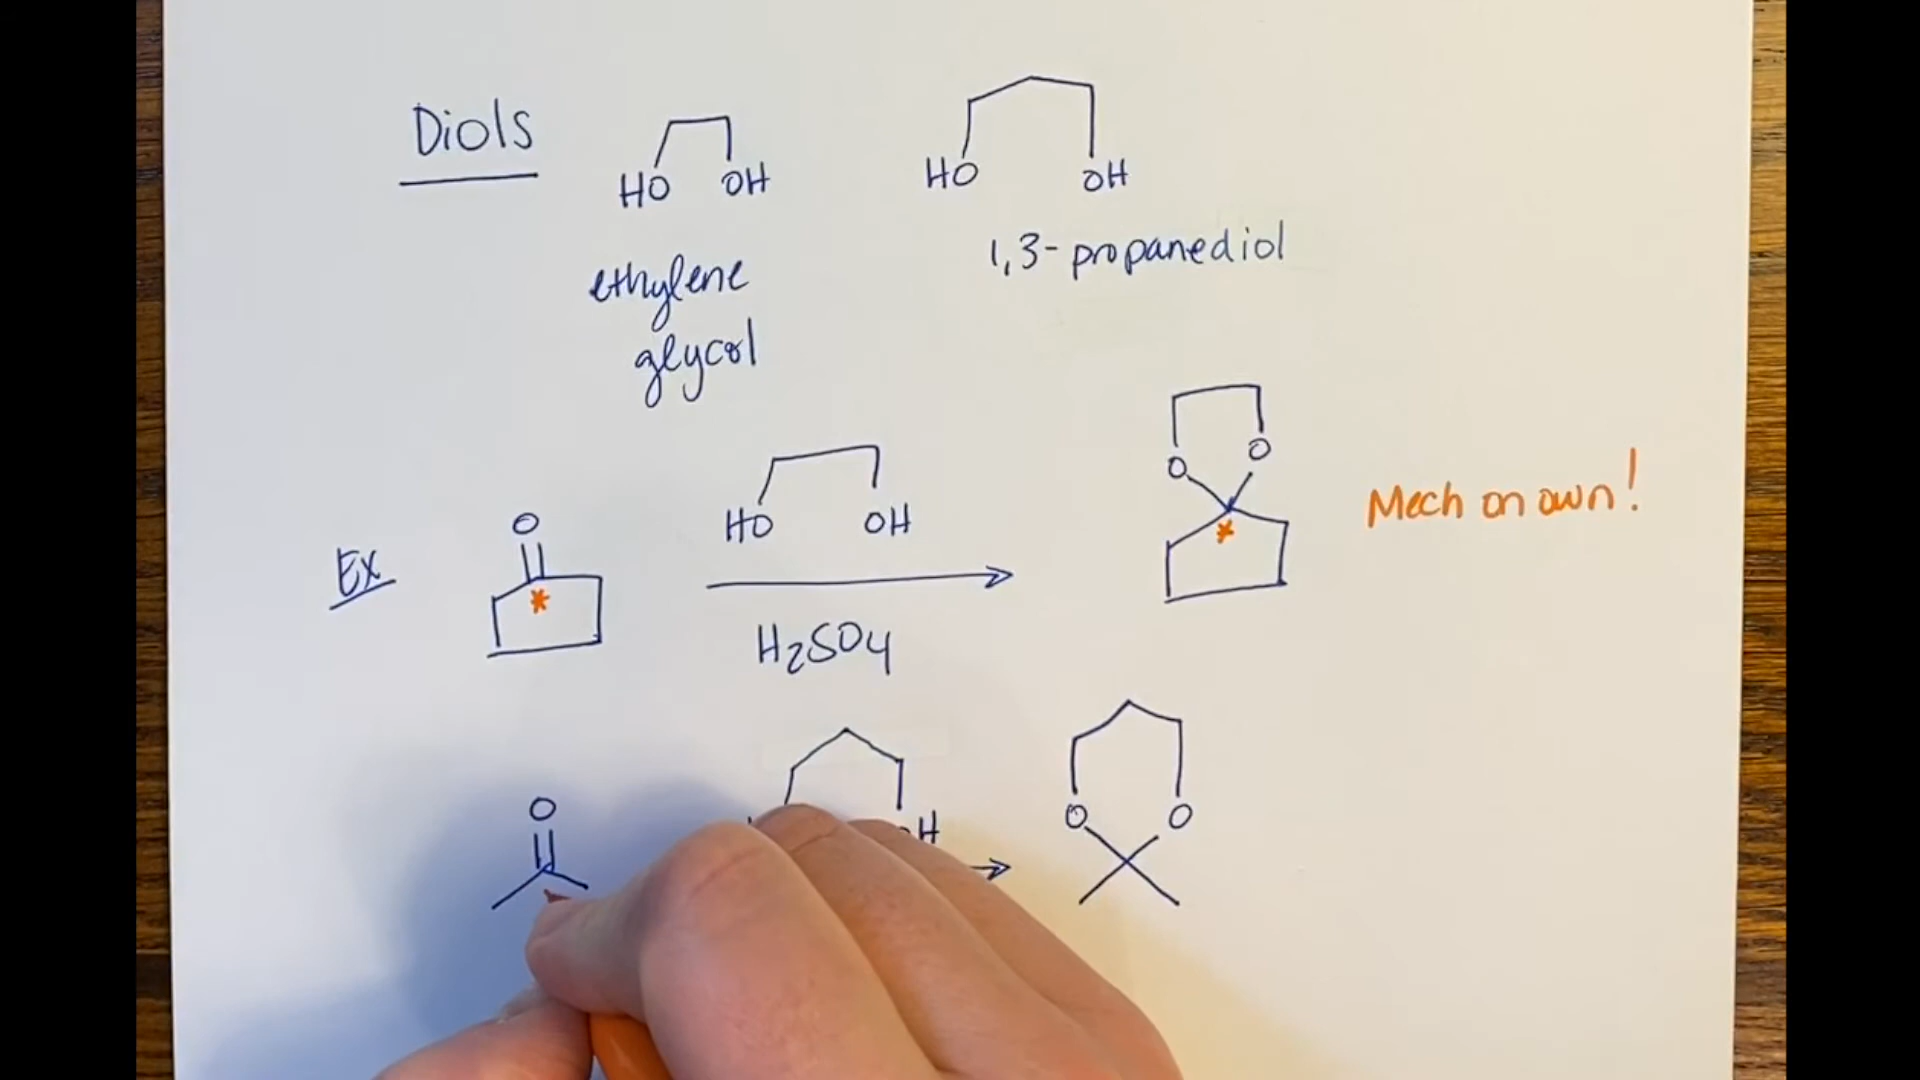 Diols
HO OH
HO OH
ethylene
glycol
1,3-propanediol
O O
Mech on own!
HO OH
O
*
*
Ex
H2SO4
O
H
O O